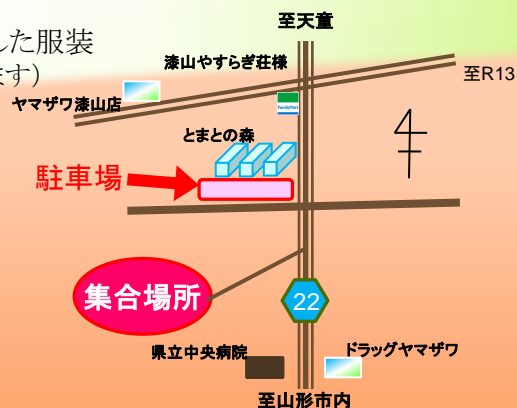 至天童
した服装
ます）
漆山やすらぎ荘様
至R13
ヤマザワ漆山店
FamilyMart
とまとの森
駐車場
集合場所
22
県立中央病院
ドラッグヤマザワ
至山形市内